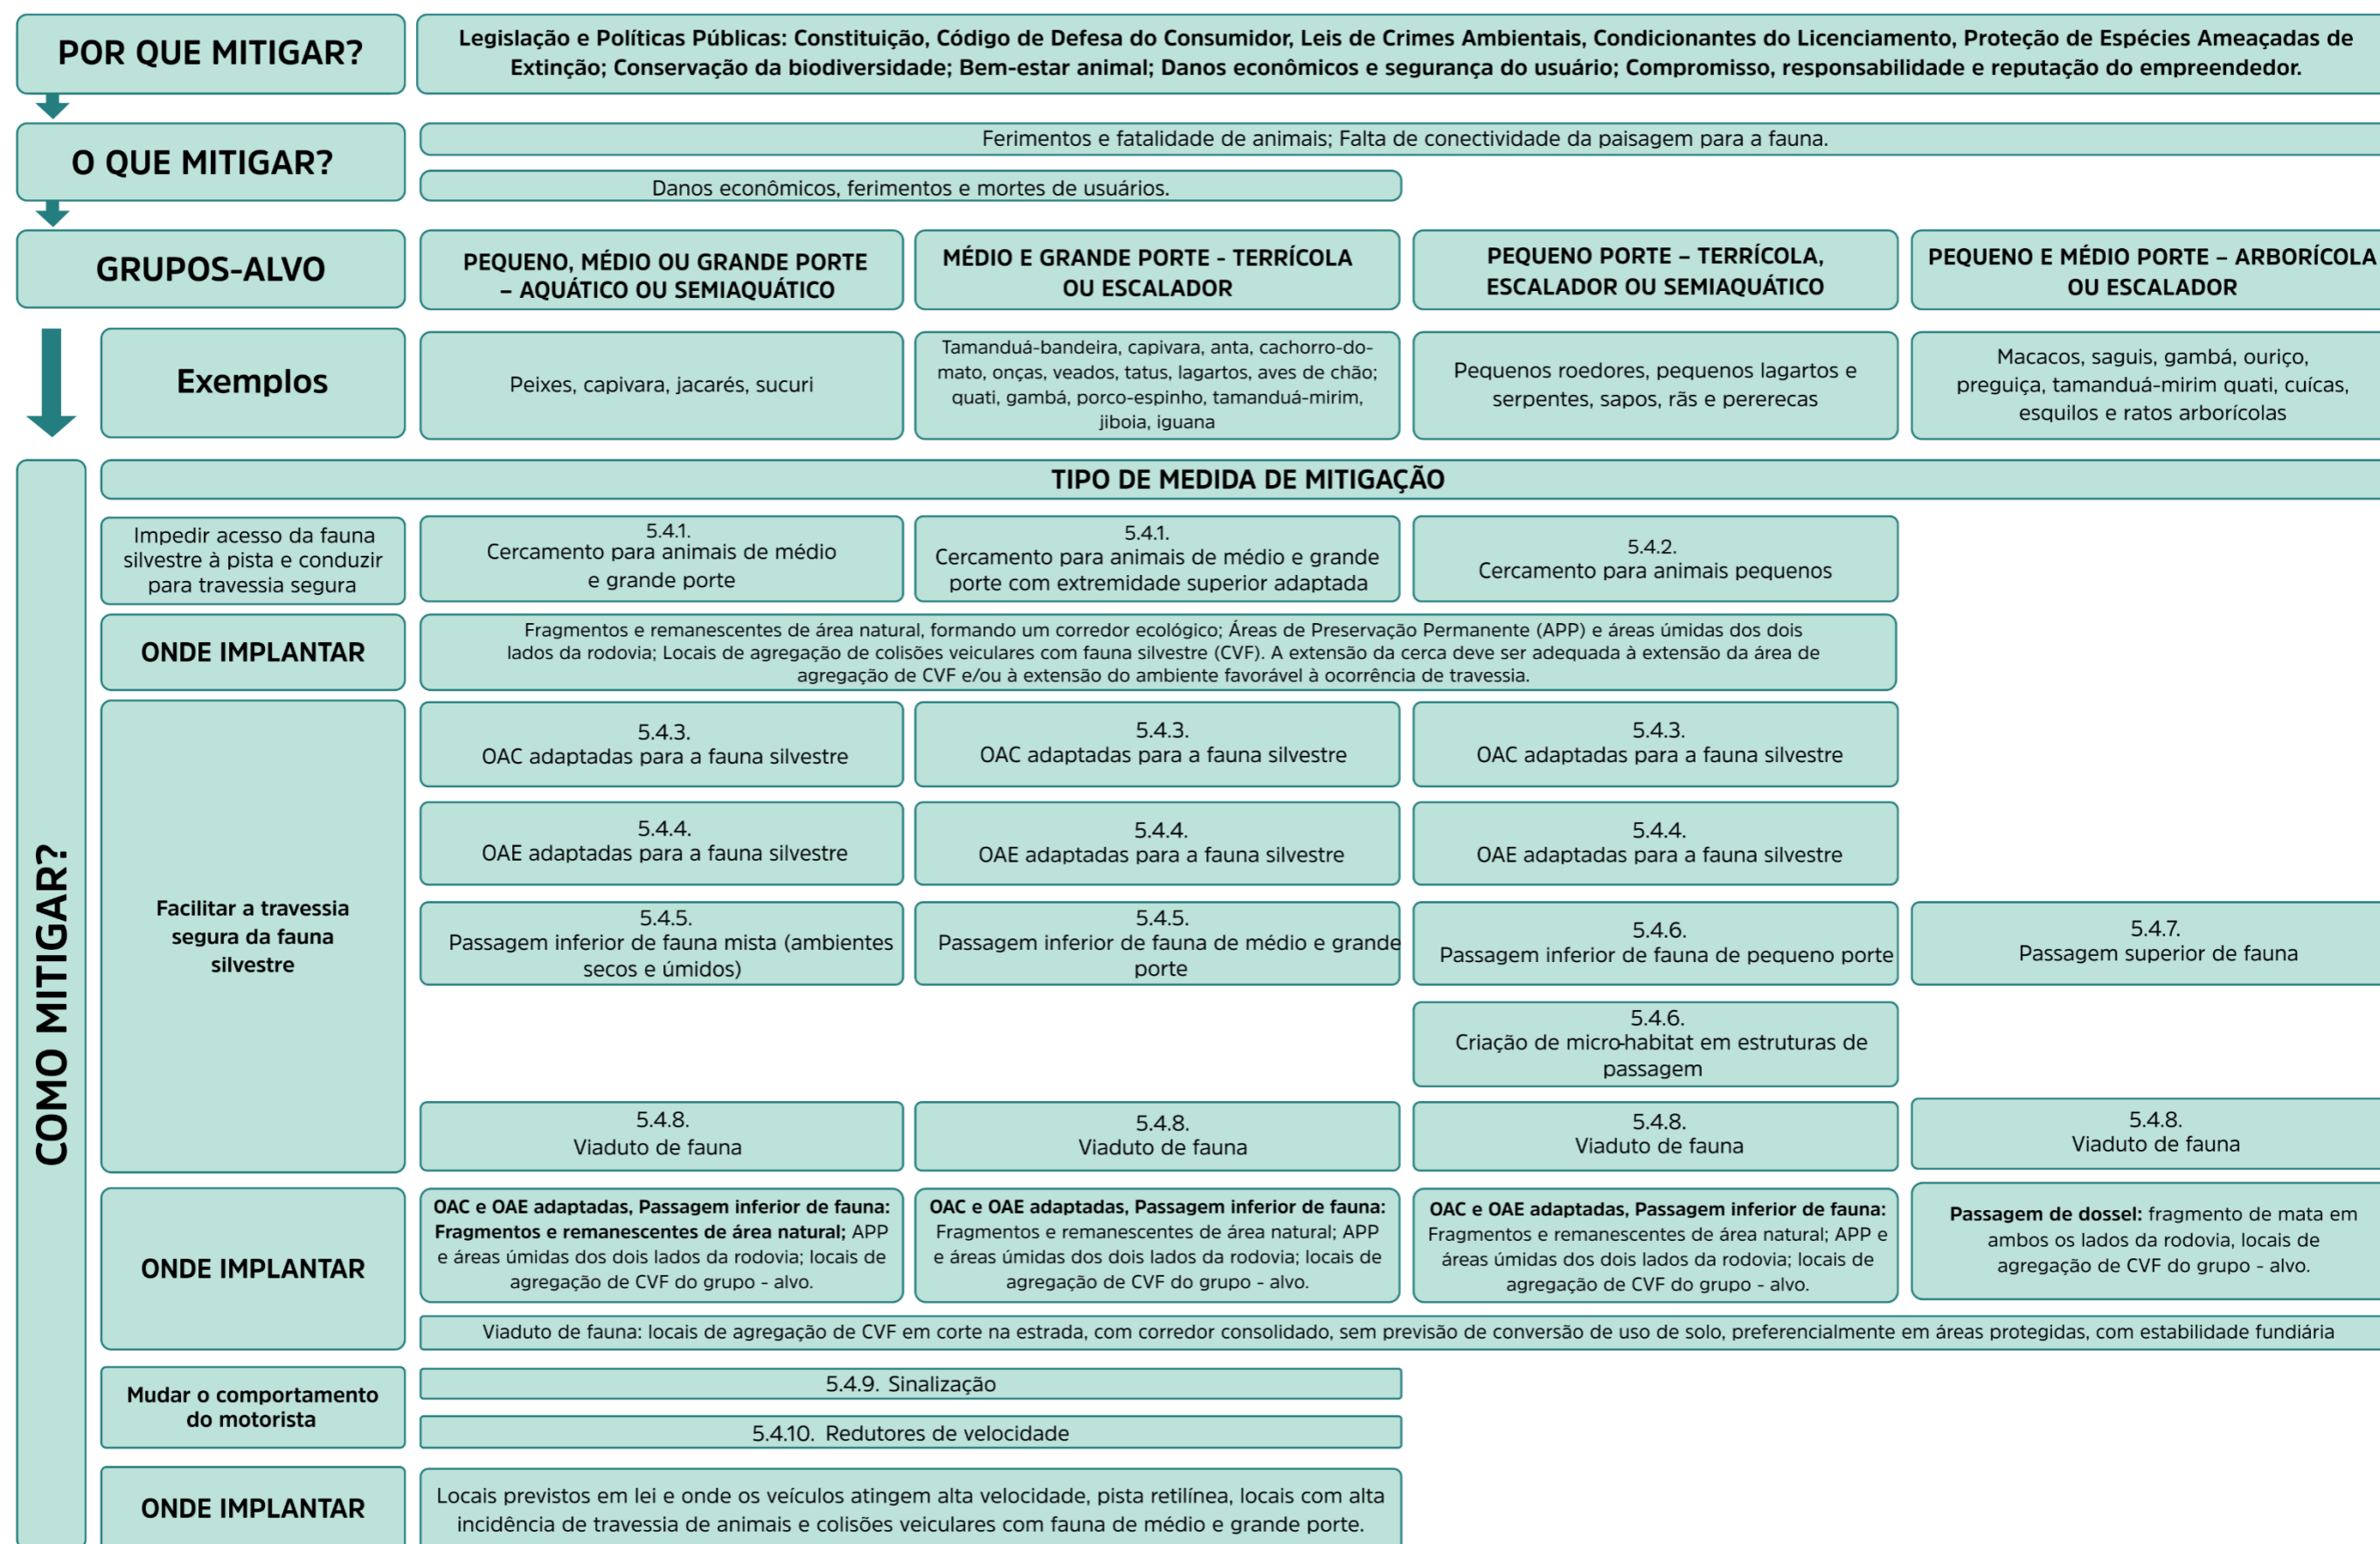 POR QUE MITIGAR?
Legislação e Políticas Públicas: Constituição, Código de Defesa do Consumidor, Leis de Crimes Ambientais, Condicionantes do Licenciamento, Proteção de Espécies Ameaçadas de
Extinção; Conservação da biodiversidade; Bem-estar animal; Danos econômicos e segurança do usuário; Compromisso, responsabilidade e reputação do empreendedor.
O QUE MITIGAR?
Ferimentos e fatalidade de animais; Falta de conectividade da paisagem para a fauna.
Danos econômicos, ferimentos e mortes de usuários.
GRUPOS-ALVO
PEQUENO, MÉDIO OU GRANDE PORTE
– AQUÁTICO OU SEMIAQUÁTICO
MÉDIO E GRANDE PORTE - TERRÍCOLA
OU ESCALADOR
PEQUENO PORTE – TERRÍCOLA,
ESCALADOR OU SEMIAQUÁTICO
PEQUENO E MÉDIO PORTE – ARBORÍCOLA
OU ESCALADOR
Exemplos
Peixes, capivara, jacarés, sucuri
Tamanduá-bandeira, capivara, anta, cachorro-do-
mato, onças, veados, tatus, lagartos, aves de chão;
quati, gambá, porco-espinho, tamanduá-mirim,
jiboia, iguana
Pequenos roedores, pequenos lagartos e
serpentes, sapos, rãs e pererecas
Macacos, saguis, gambá, ouriço,
preguiça, tamanduá-mirim quati, cuícas,
esquilos e ratos arborícolas
COMO MITIGAR?
TIPO DE MEDIDA DE MITIGAÇÃO
Impedir acesso da fauna
silvestre à pista e conduzir
para travessia segura
5.4.1.
Cercamento para animais de médio
e grande porte
5.4.1.
Cercamento para animais de médio e grande
porte com extremidade superior adaptada
5.4.2.
Cercamento para animais pequenos
ONDE IMPLANTAR
Fragmentos e remanescentes de área natural, formando um corredor ecológico; Áreas de Preservação Permanente (APP) e áreas úmidas dos dois
lados da rodovia; Locais de agregação de colisões veiculares com fauna silvestre (CVF). A extensão da cerca deve ser adequada à extensão da área de
agregação de CVF e/ou à extensão do ambiente favorável à ocorrência de travessia.
Facilitar a travessia
segura da fauna
silvestre
5.4.3.
OAC adaptadas para a fauna silvestre
5.4.3.
OAC adaptadas para a fauna silvestre
5.4.3.
OAC adaptadas para a fauna silvestre
5.4.4.
OAE adaptadas para a fauna silvestre
5.4.4.
OAE adaptadas para a fauna silvestre
5.4.4.
OAE adaptadas para a fauna silvestre
5.4.5.
Passagem inferior de fauna mista (ambientes
secos e úmidos)
5.4.5.
Passagem inferior de fauna de médio e grande
porte
5.4.6.
Passagem inferior de fauna de pequeno porte
5.4.7.
Passagem superior de fauna
5.4.6.
Criação de micro-habitat em estruturas de
passagem
5.4.8.
Viaduto de fauna
5.4.8.
Viaduto de fauna
5.4.8.
Viaduto de fauna
5.4.8.
Viaduto de fauna
ONDE IMPLANTAR
OAC e OAE adaptadas, Passagem inferior de fauna:
Fragmentos e remanescentes de área natural; APP
e áreas úmidas dos dois lados da rodovia; locais de
agregação de CVF do grupo - alvo.
OAC e OAE adaptadas, Passagem inferior de fauna:
Fragmentos e remanescentes de área natural; APP
e áreas úmidas dos dois lados da rodovia; locais de
agregação de CVF do grupo - alvo.
OAC e OAE adaptadas, Passagem inferior de fauna:
Fragmentos e remanescentes de área natural; APP e
áreas úmidas dos dois lados da rodovia; locais de
agregação de CVF do grupo - alvo.
Passagem de dossel: fragmento de mata em
ambos os lados da rodovia, locais de
agregação de CVF do grupo - alvo.
Viaduto de fauna: locais de agregação de CVF em corte na estrada, com corredor consolidado, sem previsão de conversão de uso de solo, preferencialmente em áreas protegidas, com estabilidade fundiária
Mudar o comportamento
do motorista
5.4.9. Sinalização
5.4.10. Redutores de velocidade
ONDE IMPLANTAR
Locais previstos em lei e onde os veículos atingem alta velocidade, pista retilínea, locais com alta
incidência de travessia de animais e colisões veiculares com fauna de médio e grande porte.